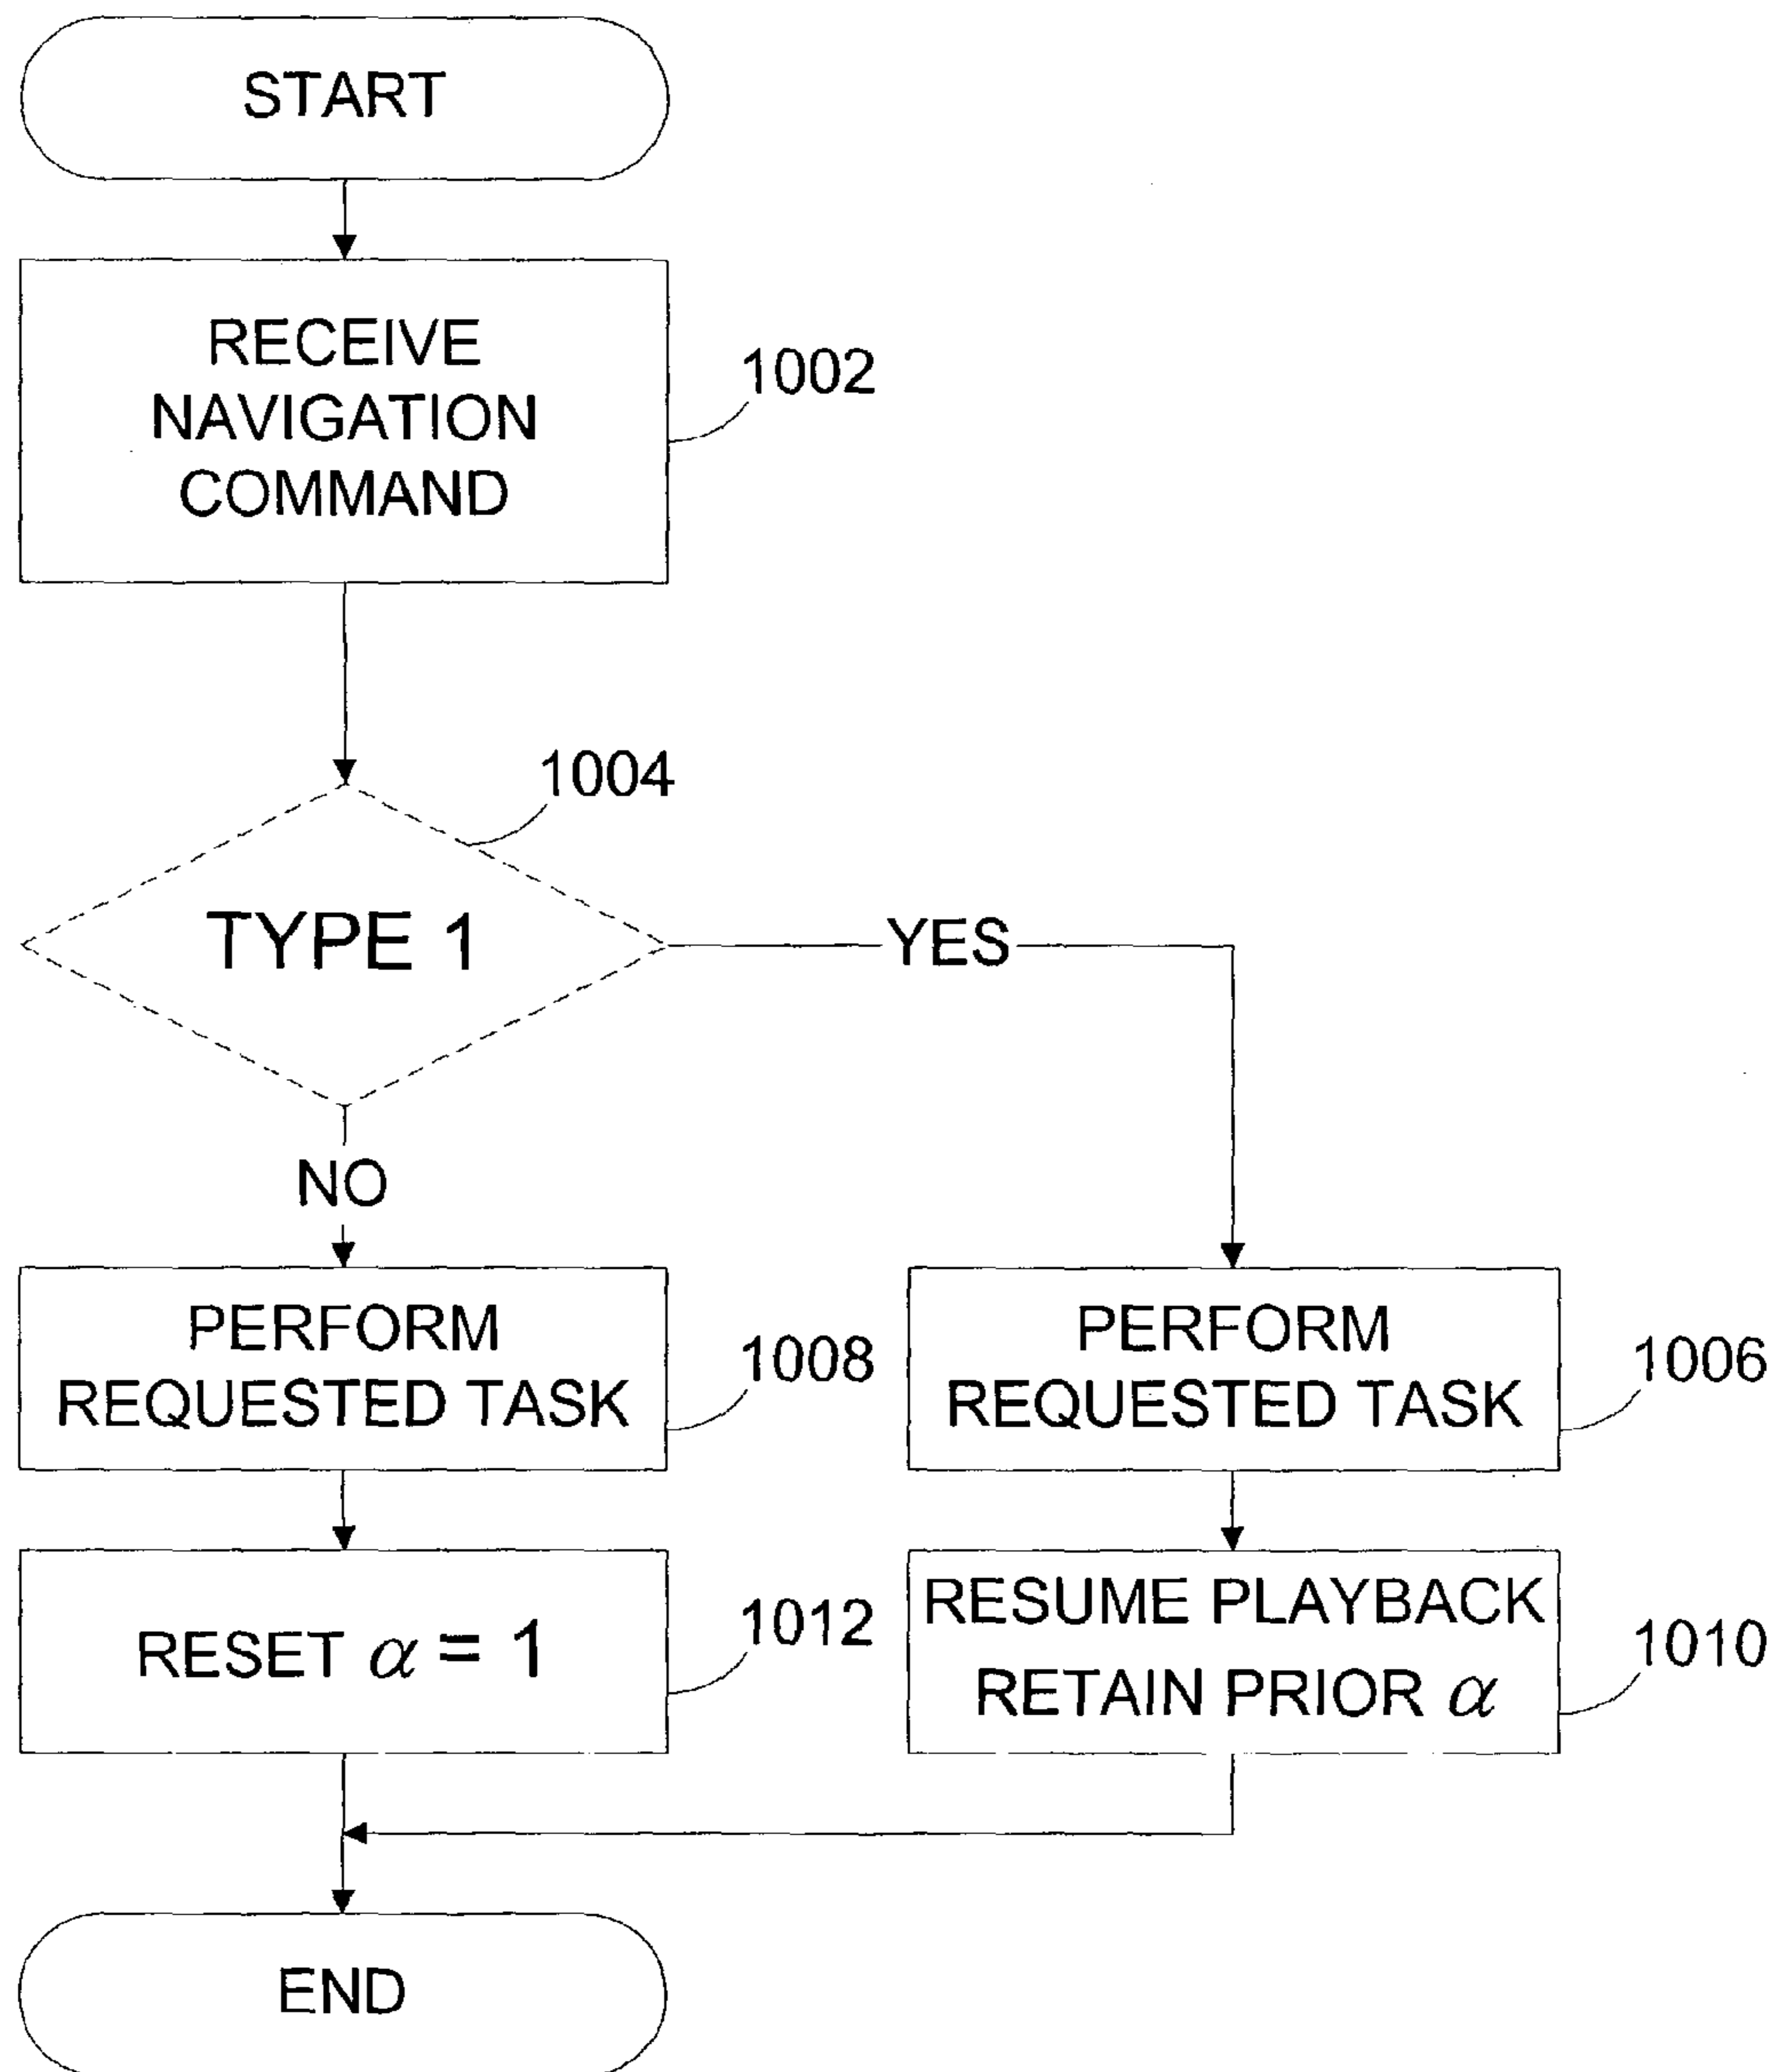 START
RECEIVE
NAVIGATION
COMMAND
1002
1004
TYPE 1
YES
NO
PERFORM
REQUESTED TASK
1008
PERFORM
REQUESTED TASK
1006
RESET α = 1
1012
RESUME PLAYBACK
RETAIN PRIOR α
1010
END